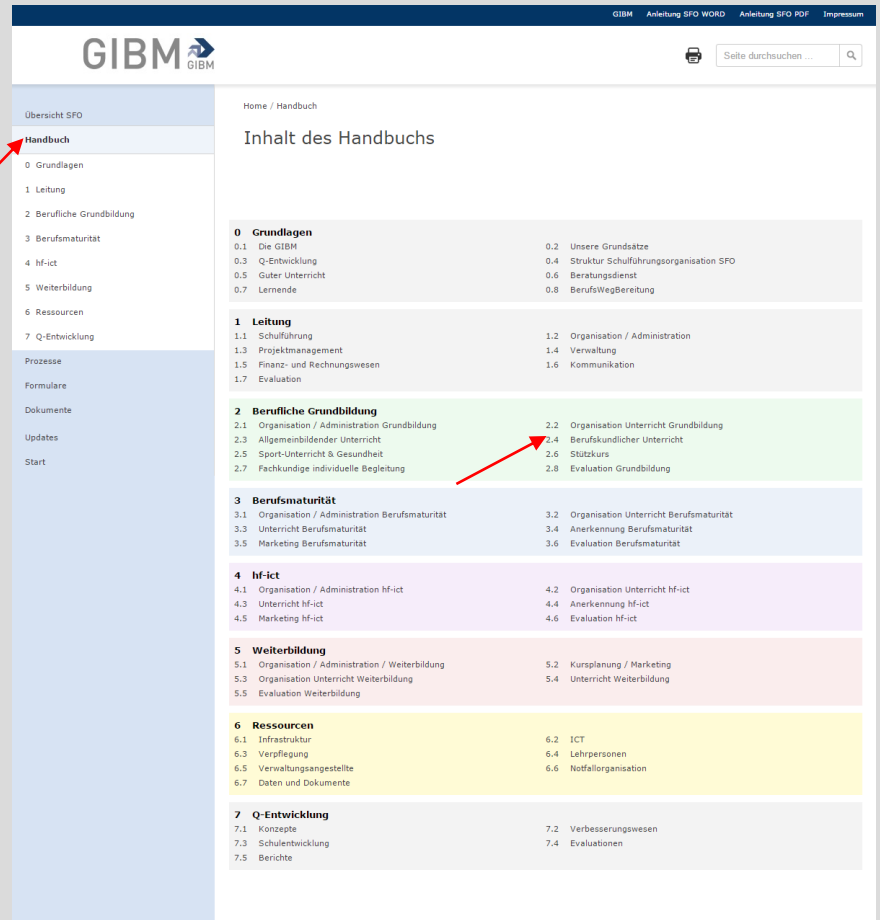 GIBM Anleitung SFO WORD Anleitung SFO PDF Impressum
GIBM GIBM
Seite durchsuchen ...
Übersicht SFO
Handbuch
0 Grundlagen
1 Leitung
2 Berufliche Grundbildung
3 Berufsmaturität
4 hf-ict
5 Weiterbildung
6 Ressourcen
7 Q-Entwicklung
Prozesse
Formulare
Dokumente
Updates
Start
Home / Handbuch
Inhalt des Handbuchs
0 Grundlagen
0.1 Die GIBM 0.2 Unsere Grundsätze
0.3 Q-Entwicklung 0.4 Struktur Schulführungsorganisation SFO
0.5 Guter Unterricht 0.6 Beratungsdienst
0.7 Lernende 0.8 BerufsWegBereitung
1 Leitung
1.1 Schulführung 1.2 Organisation / Administration
1.3 Projektmanagement 1.4 Verwaltung
1.5 Finanz- und Rechnungswesen 1.6 Kommunikation
1.7 Evaluation
2 Berufliche Grundbildung
2.1 Organisation / Administration Grundbildung 2.2 Organisation Unterricht Grundbildung
2.3 Allgemeinbildender Unterricht 2.4 Berufskundlicher Unterricht
2.5 Sport-Unterricht & Gesundheit 2.6 Stützkurs
2.7 Fachkundige individuelle Begleitung 2.8 Evaluation Grundbildung
3 Berufsmaturität
3.1 Organisation / Administration Berufsmaturität 3.2 Organisation Unterricht Berufsmaturität
3.3 Unterricht Berufsmaturität 3.4 Anerkennung Berufsmaturität
3.5 Marketing Berufsmaturität 3.6 Evaluation Berufsmaturität
4 hf-ict
4.1 Organisation / Administration hf-ict 4.2 Organisation Unterricht hf-ict
4.3 Unterricht hf-ict 4.4 Anerkennung hf-ict
4.5 Marketing hf-ict 4.6 Evaluation hf-ict
5 Weiterbildung
5.1 Organisation / Administration / Weiterbildung 5.2 Kursplanung / Marketing
5.3 Organisation Unterricht Weiterbildung 5.4 Unterricht Weiterbildung
5.5 Evaluation Weiterbildung
6 Ressourcen
6.1 Infrastruktur 6.2 ICT
6.3 Verpflegung 6.4 Lehrpersonen
6.5 Verwaltungsangestellte 6.6 Notfallorganisation
6.7 Daten und Dokumente
7 Q-Entwicklung
7.1 Konzepte 7.2 Verbesserungswesen
7.3 Schulentwicklung 7.4 Evaluationen
7.5 Berichte